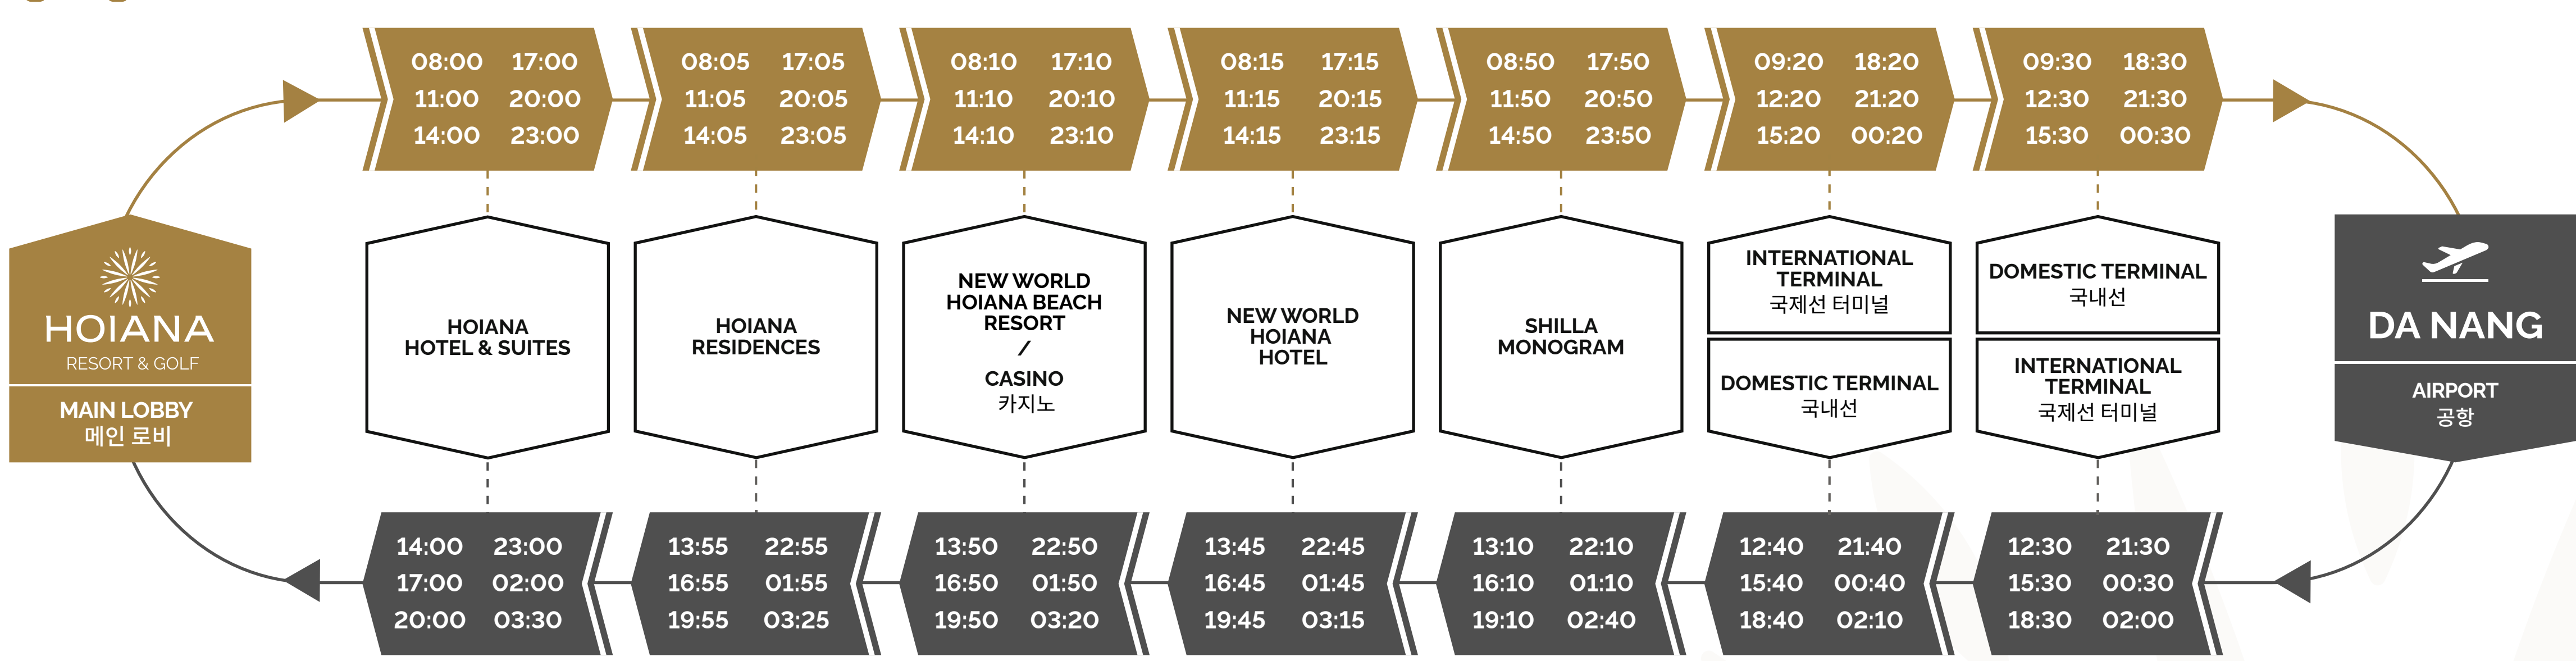 08:00 17:00
11:00 20:00
14:00 23:00
08:05 17:05
11:05 20:05
14:05 23:05
08:10 17:10
11:10 20:10
14:10 23:10
08:15 17:15
11:15 20:15
14:15 23:15
08:50 17:50
11:50 20:50
14:50 23:50
09:20 18:20
12:20 21:20
15:20 00:20
09:30 18:30
12:30 21:30
15:30 00:30
HOIANA
RESORT & GOLF
MAIN LOBBY
메인 로비
HOIANA
HOTEL & SUITES
HOIANA
RESIDENCES
NEW WORLD
HOIANA BEACH
RESORT
/
CASINO
카지노
NEW WORLD
HOIANA
HOTEL
SHILLA
MONOGRAM
INTERNATIONAL
TERMINAL
국제선 터미널
DOMESTIC TERMINAL
국내선
DOMESTIC TERMINAL
국내선
INTERNATIONAL
TERMINAL
국제선 터미널
DA NANG
AIRPORT
공항
14:00 23:00
17:00 02:00
20:00 03:30
13:55 22:55
16:55 01:55
19:55 03:25
13:50 22:50
16:50 01:50
19:50 03:20
13:45 22:45
16:45 01:45
19:45 03:15
13:10 22:10
16:10 01:10
19:10 02:40
12:40 21:40
15:40 00:40
18:40 02:10
12:30 21:30
15:30 00:30
18:30 02:00